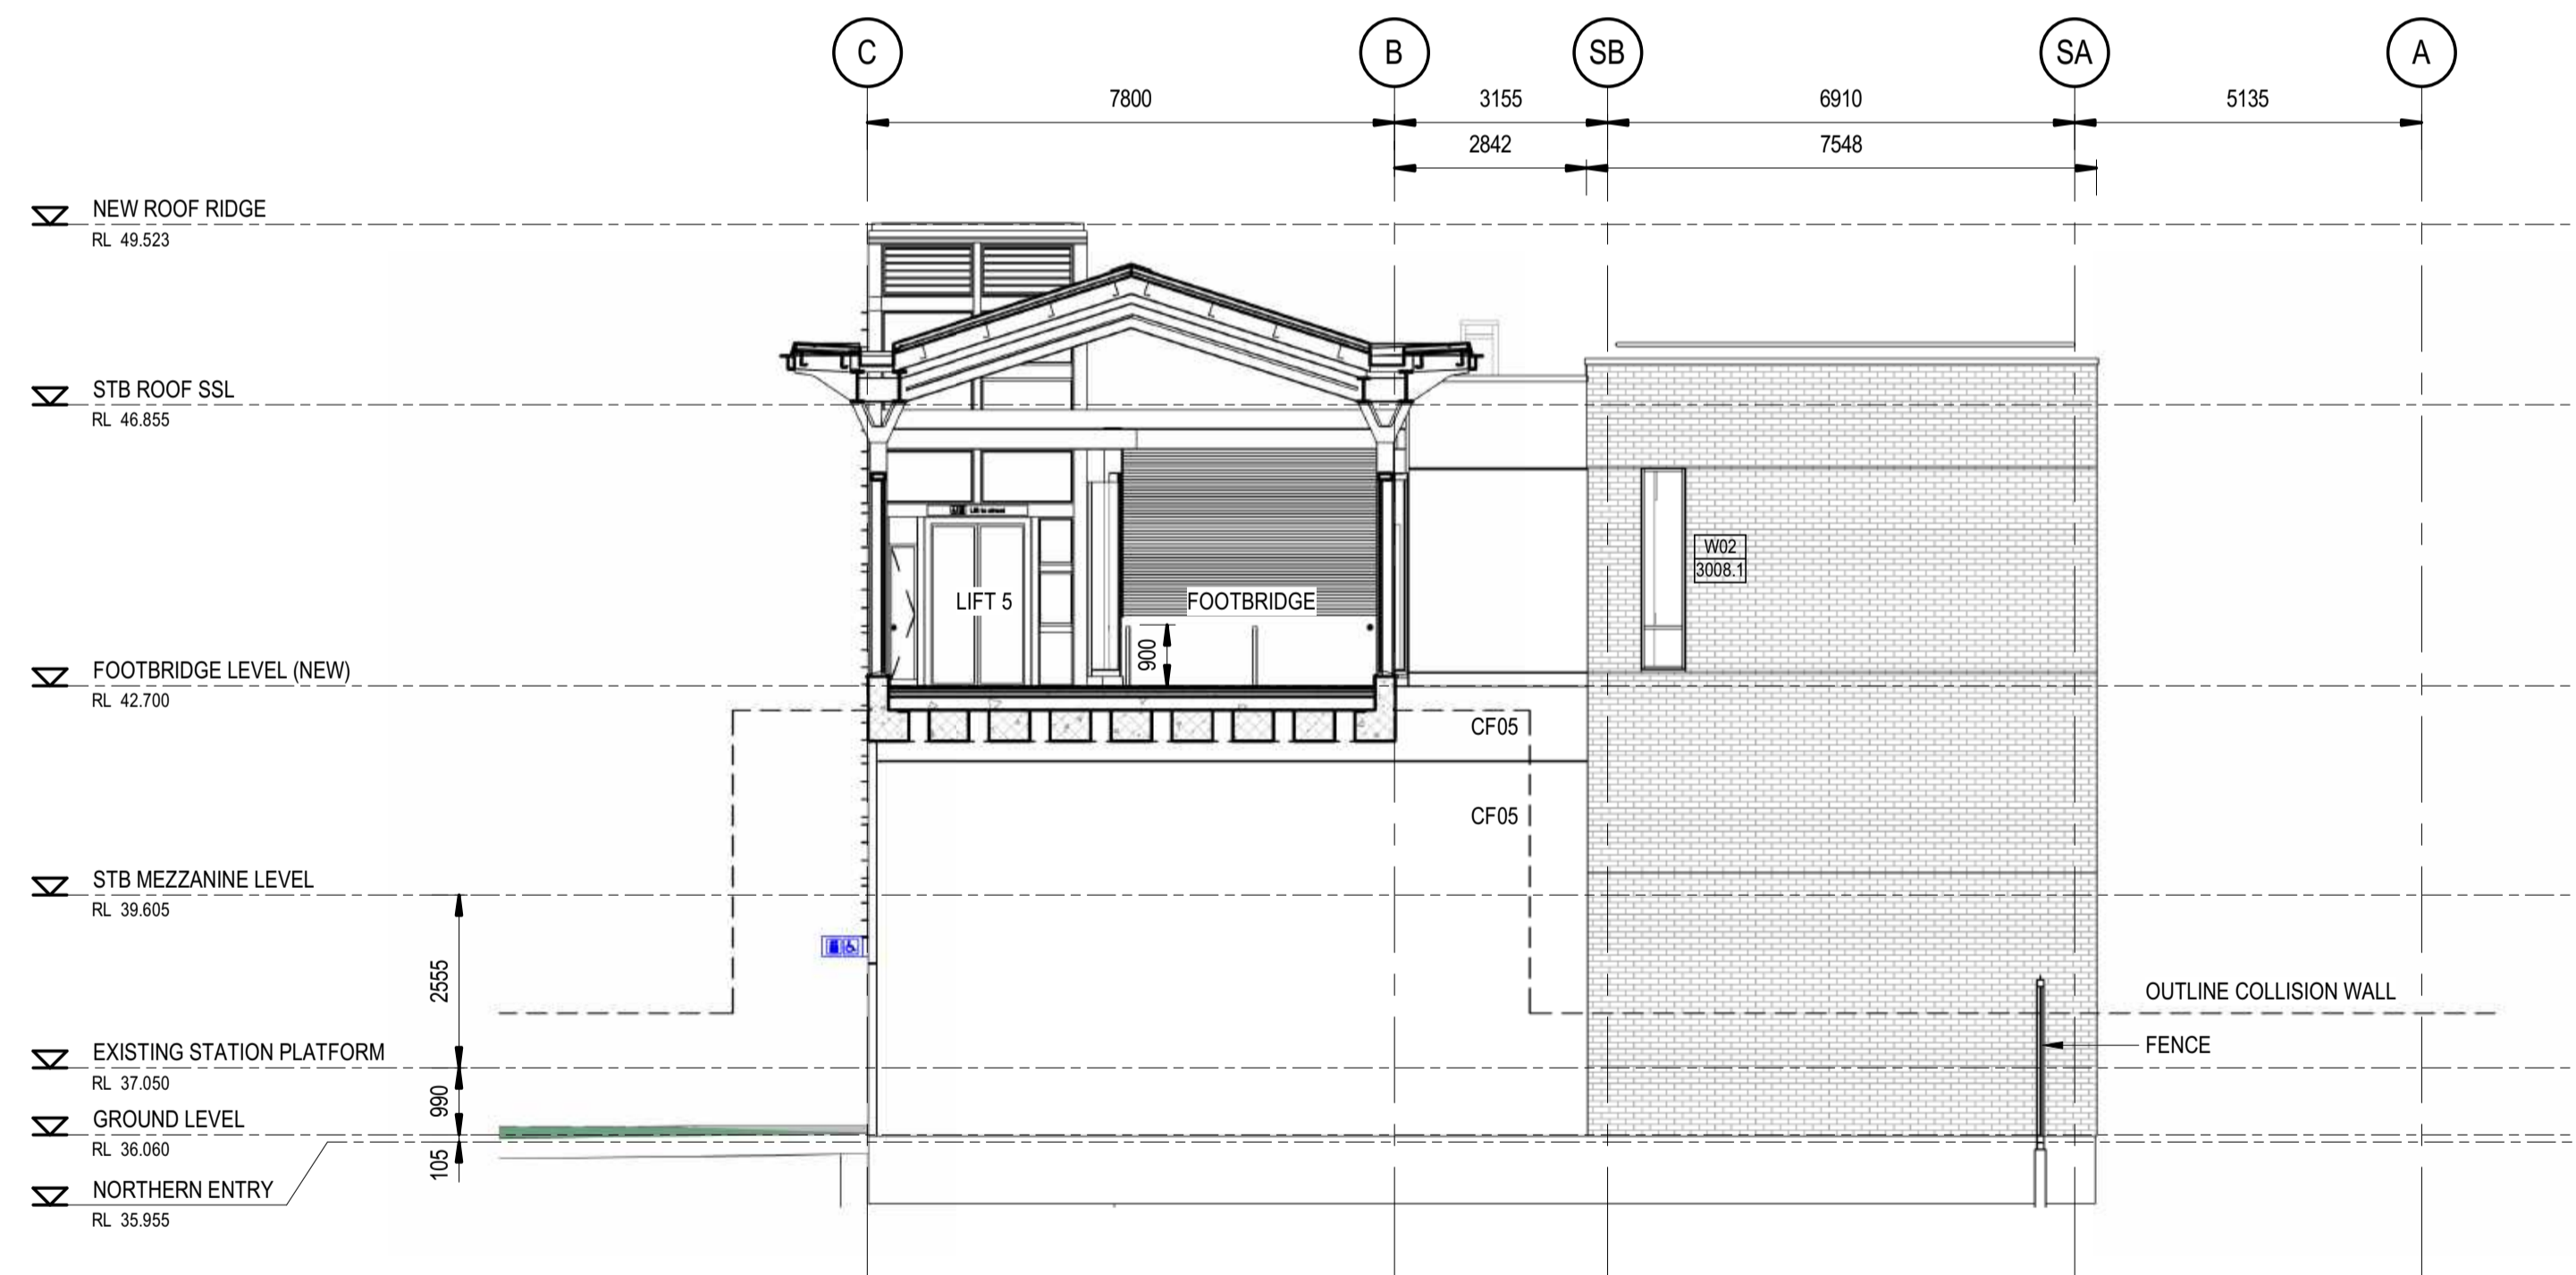 C
B
SB
SA
A
7800
3155
6910
5135
2842
7548
NEW ROOF RIDGE
RL 49.523
STB ROOF SSL
RL 46.855
W02
3008.1
LIFT 5
FOOTBRIDGE
900
FOOTBRIDGE LEVEL (NEW)
RL 42.700
CF05
CF05
STB MEZZANINE LEVEL
RL 39.605
2555
OUTLINE COLLISION WALL
FENCE
EXISTING STATION PLATFORM
RL 37.050
990
GROUND LEVEL
RL 36.060
105
NORTHERN ENTRY
RL 35.955